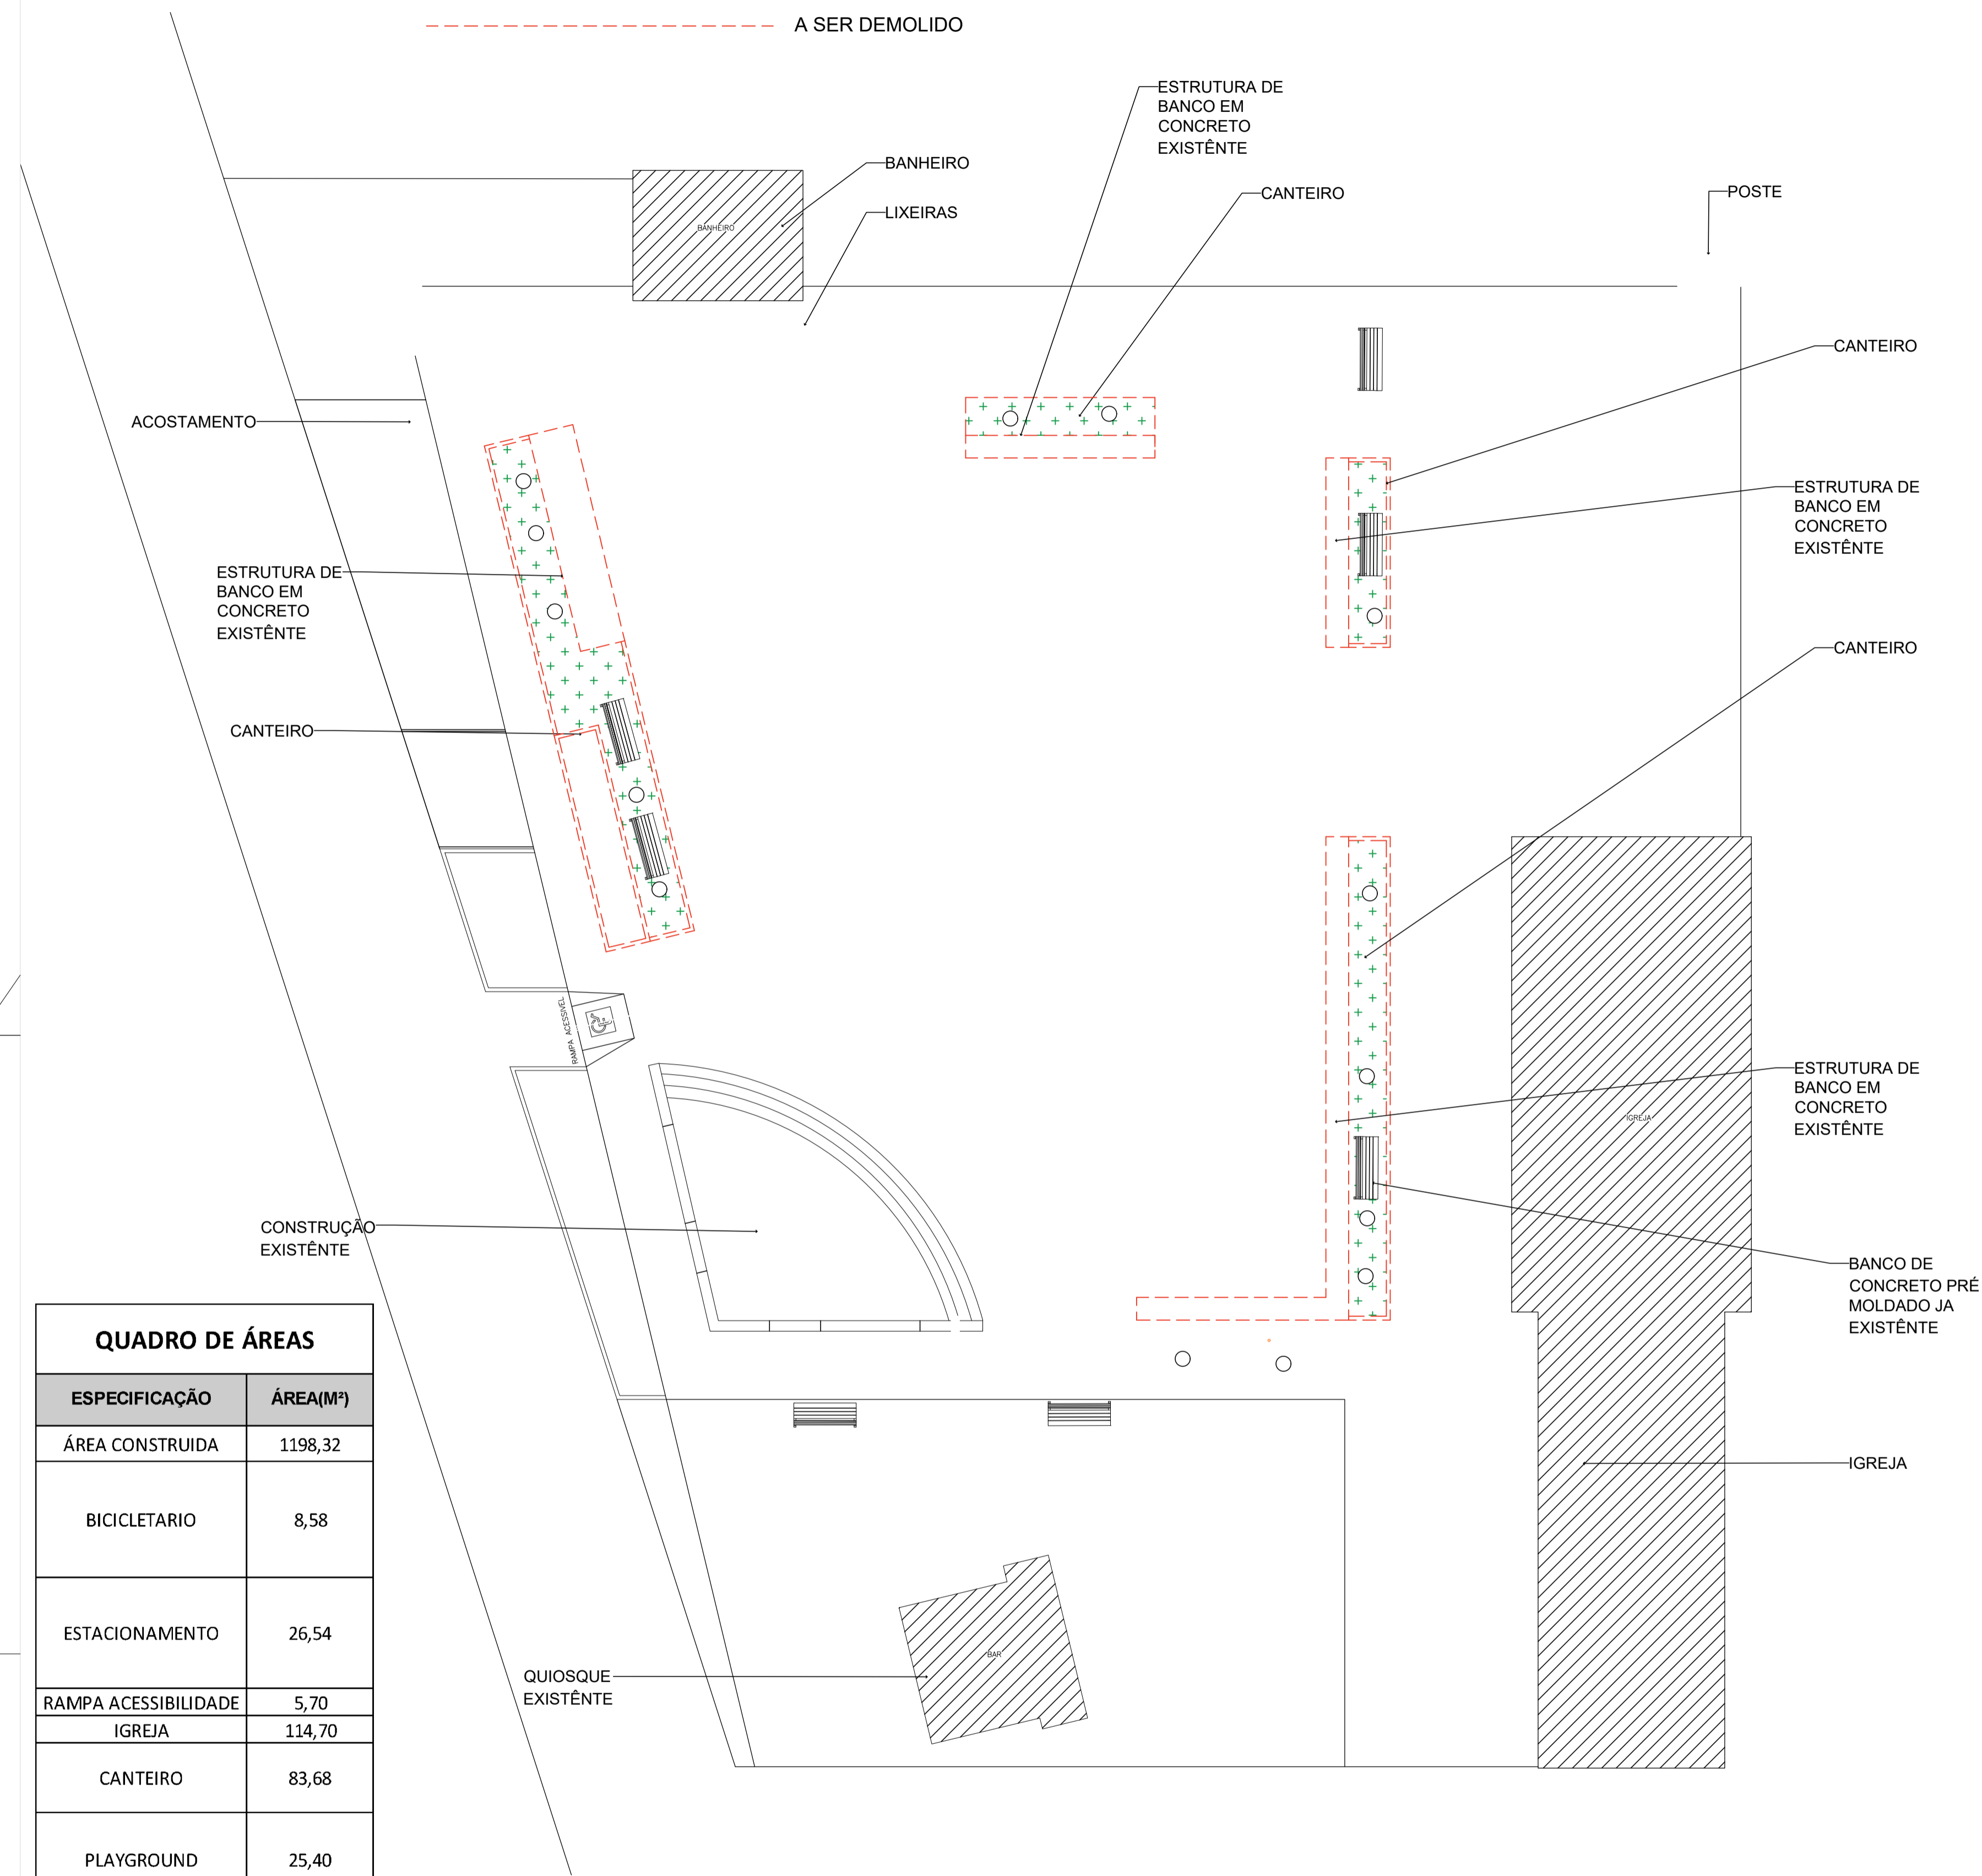 A SER DEMOLIDO
ESTRUTURA DE
BANCO EM
CONCRETO
EXISTÊNTE
BANHEIRO
CANTEIRO
POSTE
LIXEIRAS
BANHEIRO
CANTEIRO
ACOSTAMENTO
ESTRUTURA DE
BANCO EM
CONCRETO
EXISTÊNTE
ESTRUTURA DE
BANCO EM
CONCRETO
EXISTÊNTE
CANTEIRO
CANTEIRO
RAMPA ACESSIVEL
ESTRUTURA DE
BANCO EM
CONCRETO
EXISTÊNTE
IGREJA
CONSTRUÇÃO
EXISTÊNTE
BANCO DE
CONCRETO PRÉ
MOLDADO JA
EXISTÊNTE
IGREJA
BAR
QUIOSQUE
EXISTÊNTE
QUADRO DE ÁREAS
ESPECIFICAÇÃO ÁREA(M²)
ÁREA CONSTRUIDA 1198,32
BICICLETARIO 8,58
ESTACIONAMENTO 26,54
RAMPA ACESSIBILIDADE 5,70
IGREJA 114,70
CANTEIRO 83,68
PLAYGROUND 25,40